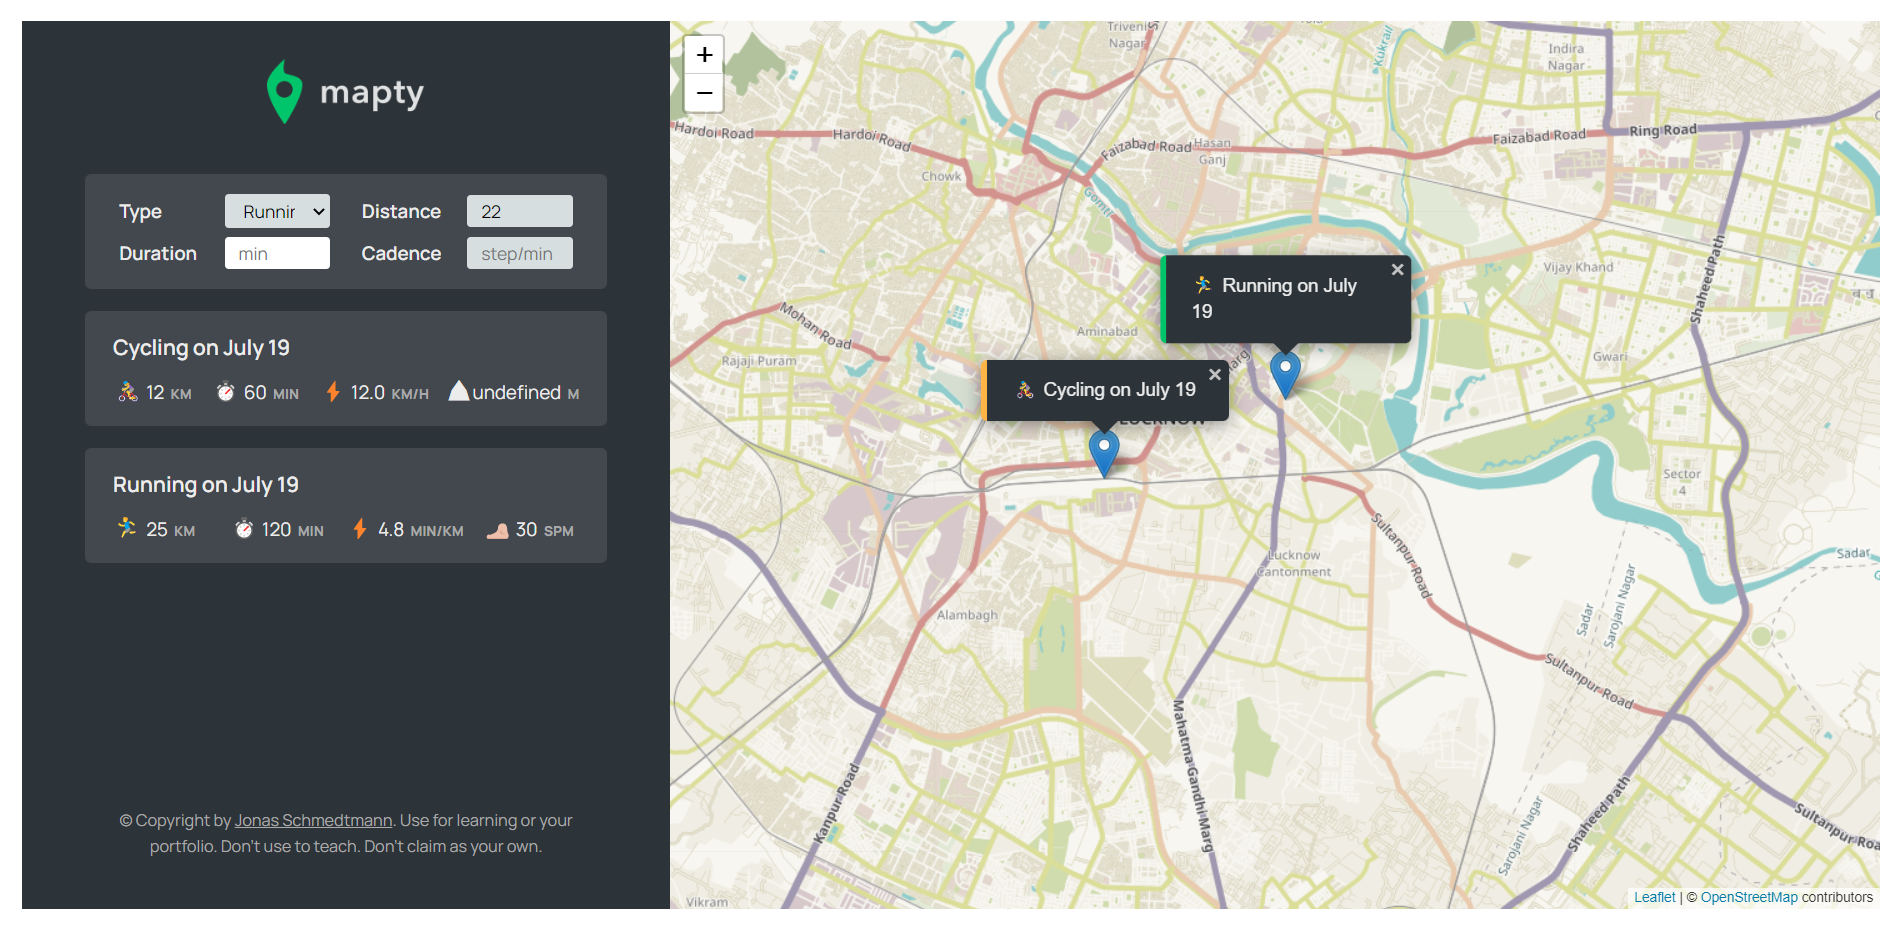 mapty
Type Runnir Distance 22
Duration min Cadence step/min
Cycling on July 19
12 KM 60 MIN 12.0 KM/H undefined M
Running on July 19
25 KM 120 MIN 4.8 MIN/KM 30 SPM
© Copyright by Jonas Schmedtmann. Use for learning or your
portfolio. Don't use to teach. Don't claim as your own.
+
−
Triveni
Nagar
Kukrail
Indira
Nagar
Hardoi Road
Hardoi Road
Faizabad Road
Hasan
Ganj
Faizabad Road
Ring Road
Chowk
Gomti
Shaheed Path
Vijay Khand
Running on July
19
×
Mohan Road
Aminabad
Rajaji Puram
Gwari
Cycling on July 19
×
LUCKNOW
Sector
4
Sultanpur Road
Lucknow
Cantonment
Sadar
Sadar
Sarojani Nagar
Alambagh
Sultanpur Road
Mahatma Gandhi Marg
Kanpur Road
Shaheed Path
Sarojani Nagar
Sultanpur Roa
Vikram
Leaflet | © OpenStreetMap contributors